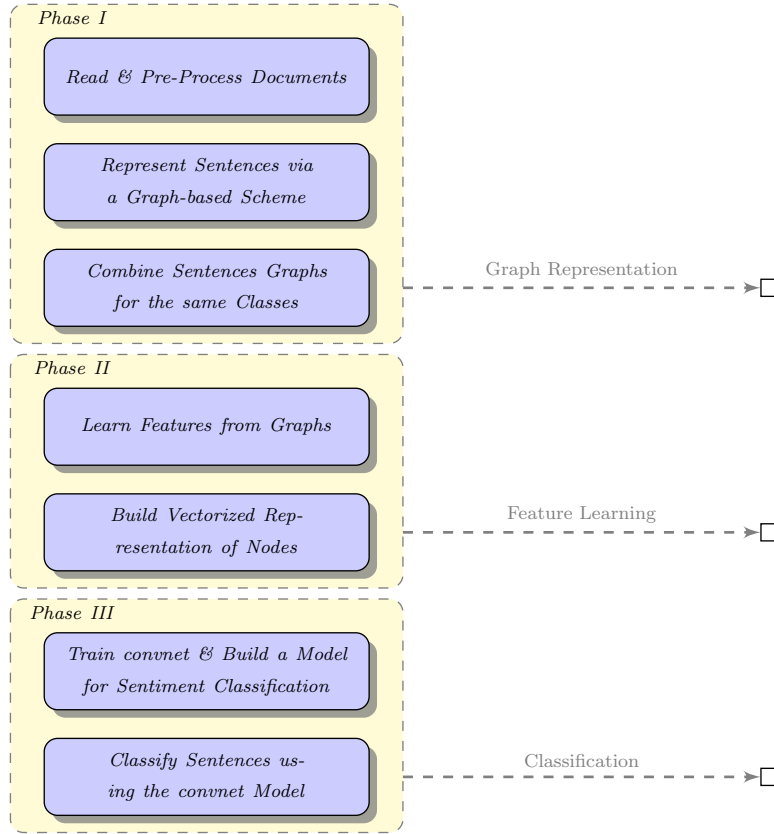 Phase I
Read & Pre-Process Documents
Represent Sentences via
a Graph-based Scheme
Combine Sentences Graphs
for the same Classes
Graph Representation
Phase II
Learn Features from Graphs
Build Vectorized Rep-
resentation of Nodes
Feature Learning
Phase III
Train convnet & Build a Model
for Sentiment Classification
Classify Sentences us-
ing the convnet Model
Classification